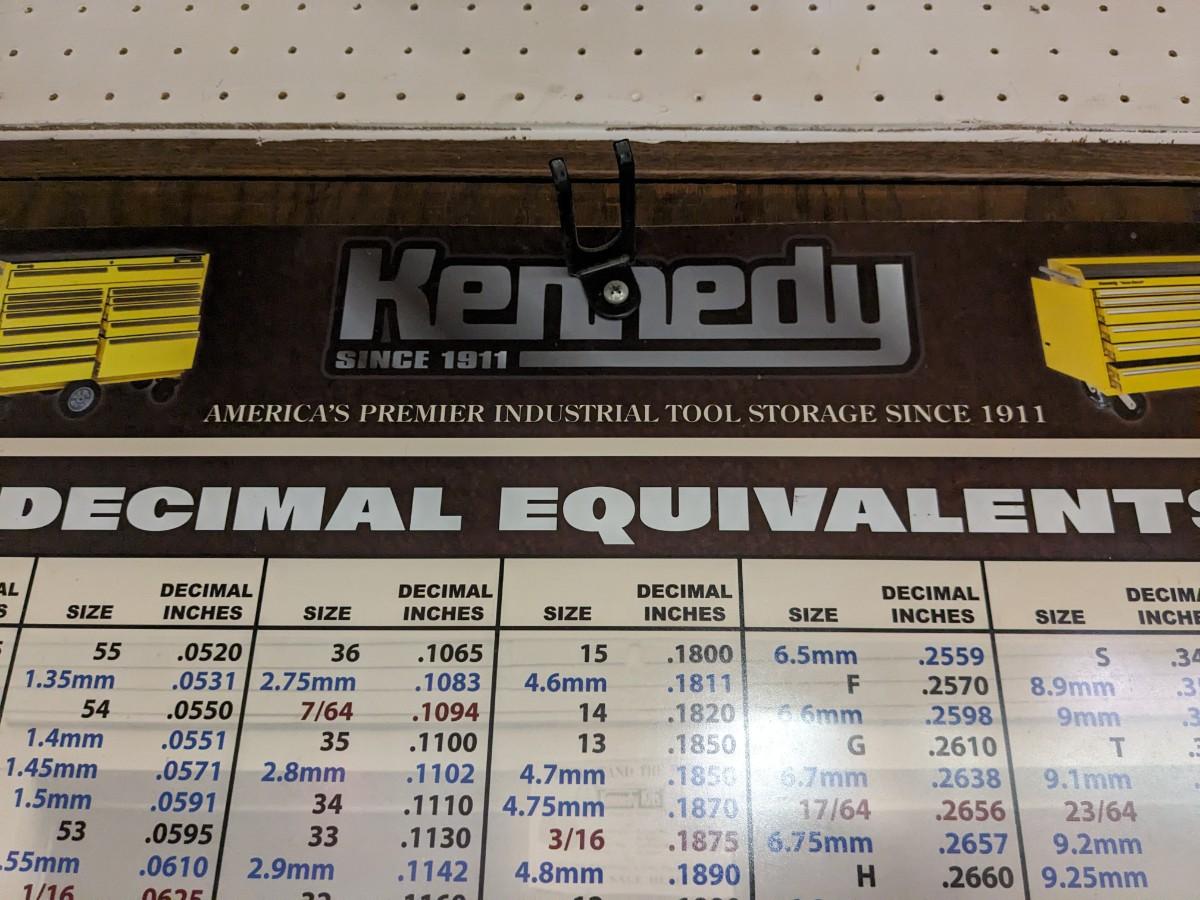 Kennedy
SINCE 1911
AMERICA'S PREMIER INDUSTRIAL TOOL STORAGE SINCE 1911
DECIMAL EQUIVALENTS
SIZE DECIMAL INCHES SIZE DECIMAL INCHES SIZE DECIMAL INCHES SIZE DECIMAL INCHES SIZE
55 .0520 36 .1065 15 .1800 6.5mm .2559 S
1.35mm .0531 2.75mm .1083 4.6mm .1811 F .2570 8.9mm
54 .0550 7/64 .1094 14 .1820 6.6mm .2598 9mm
1.4mm .0551 35 .1100 13 .1850 G .2610 T
1.45mm .0571 2.8mm .1102 4.7mm .1850 6.7mm .2638 9.1mm
1.5mm .0591 34 .1110 4.75mm .1870 17/64 .2656 23/64
53 .0595 33 .1130 3/16 .1875 6.75mm .2657 9.2mm
.55mm .0610 2.9mm .1142 4.8mm .1890 H .2660 9.25mm
1/16 .0625